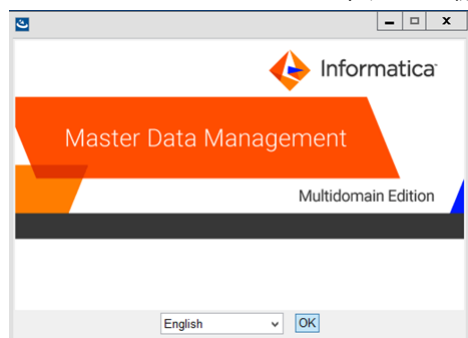 Informatica
Master Data Management
Multidomain Edition
English
OK